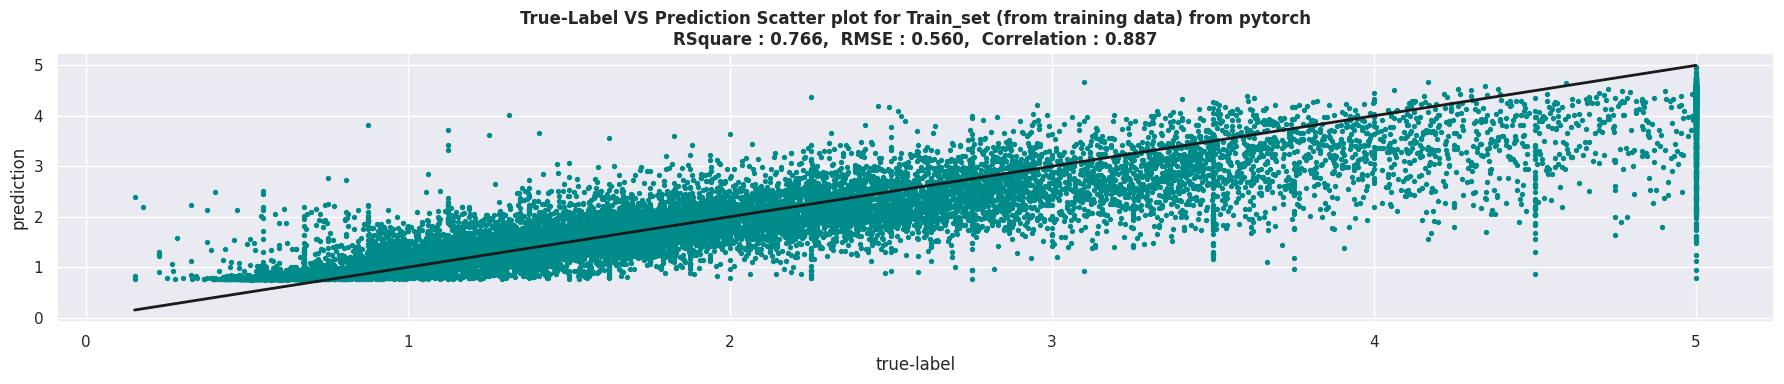 True-Label VS Prediction Scatter plot for Train_set (from training data) from pytorch
RSquare : 0.766,  RMSE : 0.560,  Correlation : 0.887
5
4
3
2
1
0
prediction
0 1 2 3 4 5
true-label